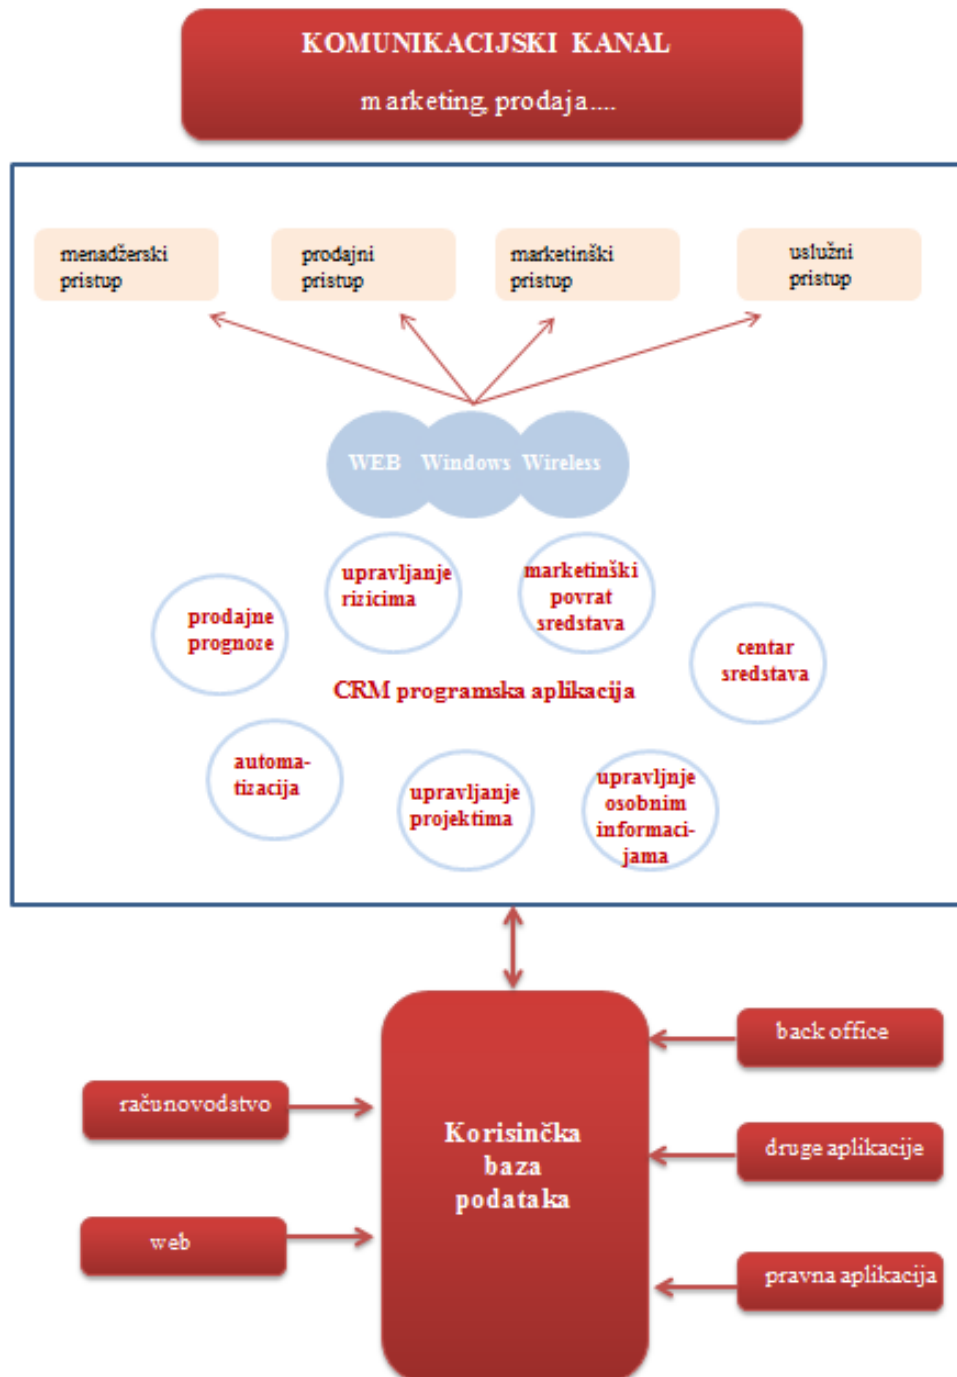 KOMUNIKACIJSKI KANAL
marketing, prodaja....
menadžerski
pristup
prodajni
pristup
marketinški
pristup
uslužni
pristup
WEB
Windows
Wireless
upravljanje
rizicima
marketinški
povrat
sredstava
prodajne
prognoze
centar
sredstava
CRM programska aplikacija
automa-
tizacija
upravljanje
projektima
upravljnje
osobnim
informaci-
jama
back office
računovodstvo
Korisinčka
baza
podataka
druge aplikacije
web
pravna aplikacija